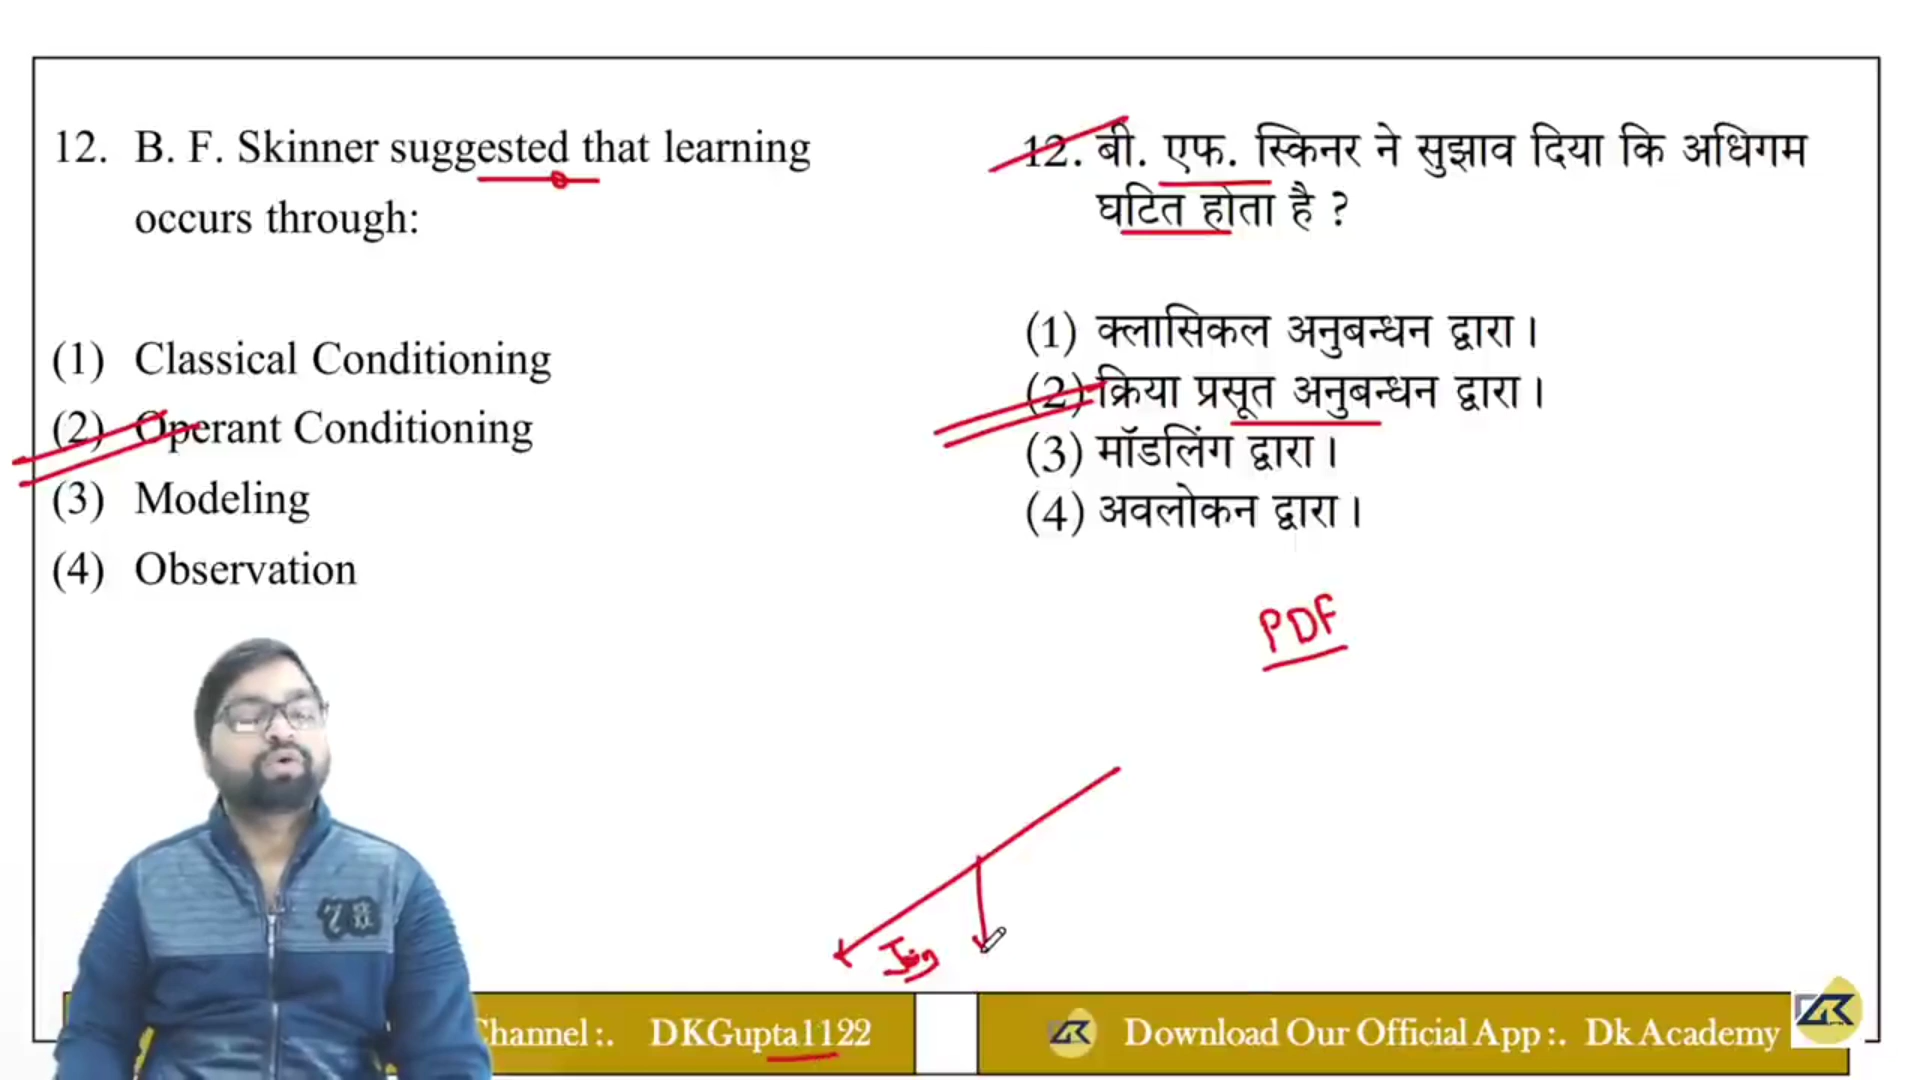 12. B. F. Skinner suggested that learning
occurs through:
(1) Classical Conditioning
(2) Operant Conditioning
(3) Modeling
(4) Observation
12. बी. एफ. स्किनर ने सुझाव दिया कि अधिगम
घटित होता है ?
(1) क्लासिकल अनुबन्धन द्वारा।
(2) क्रिया प्रसूत अनुबन्धन द्वारा।
(3) मॉडलिंग द्वारा।
(4) अवलोकन द्वारा।
PDF
78
Channel :. DKGupta1122
Download Our Official App :. Dk Academy